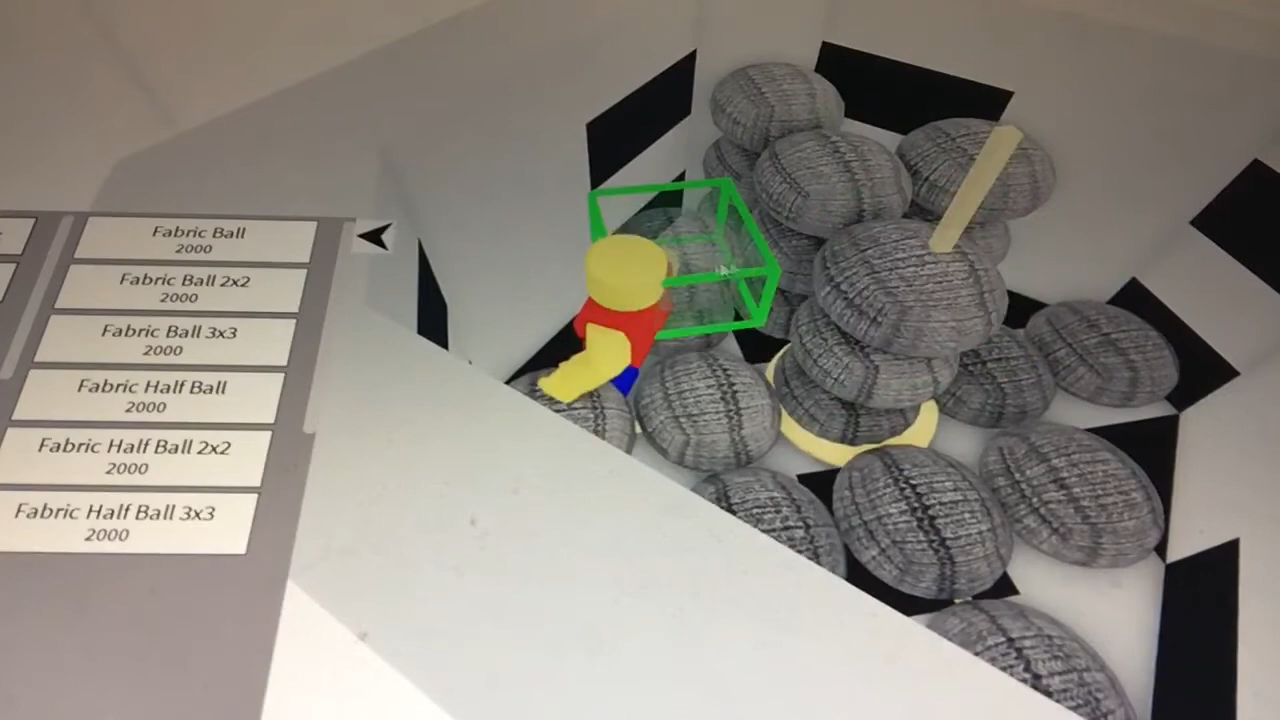 Fabric Ball
2000
Fabric Ball 2x2
2000
Fabric Ball 3x3
2000
Fabric Half Ball
2000
Fabric Half Ball 2x2
2000
Fabric Half Ball 3x3
2000